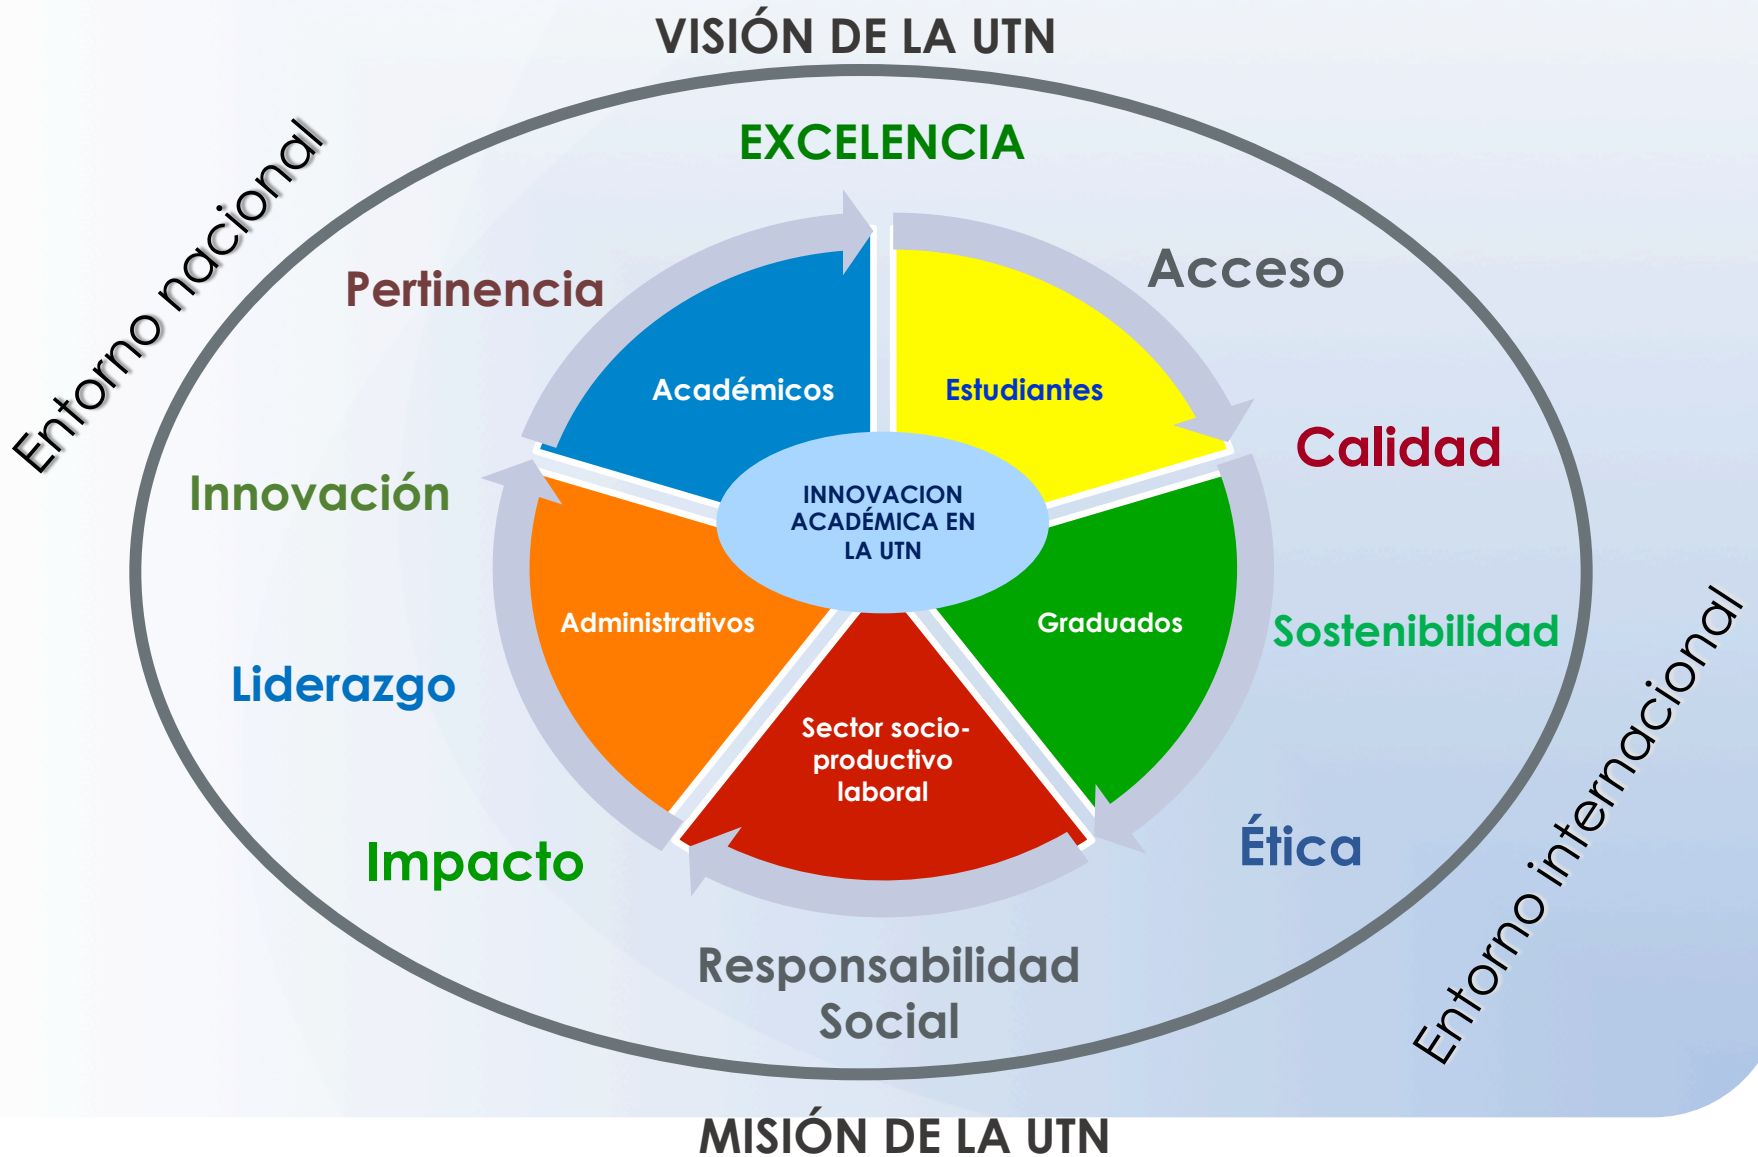 VISIÓN DE LA UTN
EXCELENCIA
Entorno nacional
Pertinencia
Acceso
Académicos
Estudiantes
Calidad
Innovación
INNOVACION
ACADÉMICA EN
LA UTN
Administrativos
Graduados
Sostenibilidad
Liderazgo
Sector socio-
productivo
laboral
Entorno internacional
Impacto
Ética
Responsabilidad
Social
MISIÓN DE LA UTN